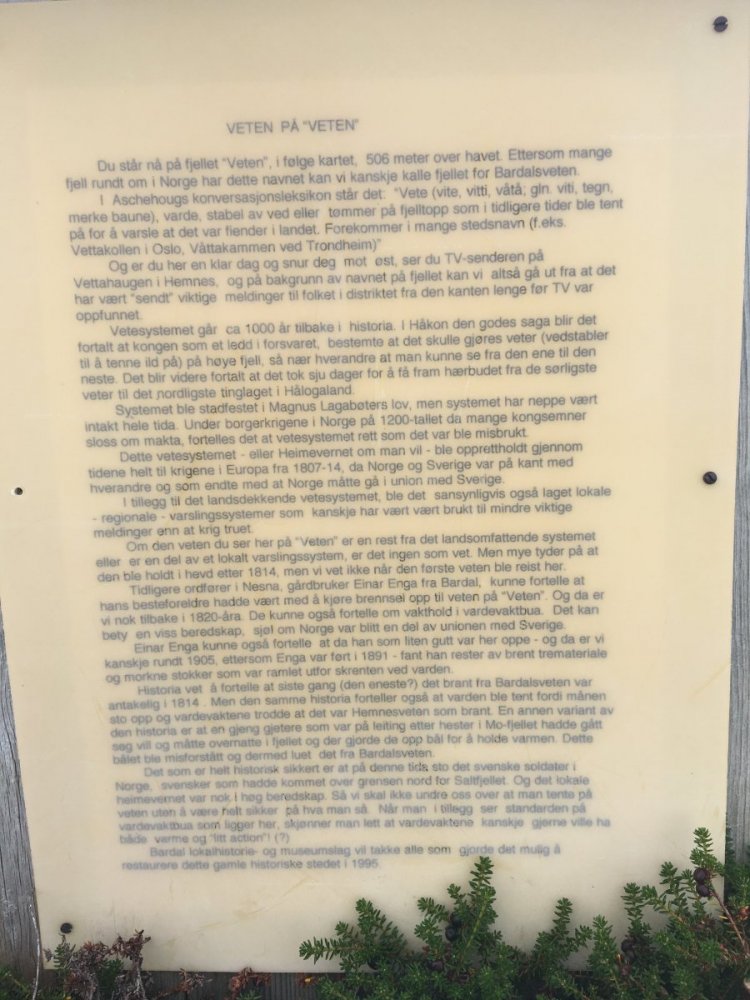 VETEN PÅ "VETEN"
Du står nå på fjellet "Veten", i følge kartet, 506 meter over havet. Ettersom mange
fjell rundt om i Norge har dette navnet kan vi kanskje kalle fjellet for Bardalsveten.
I Aschehougs konversasjonsleksikon står det: "Vete (vite, vitti, våtå; gln. viti, tegn,
merke baune), varde, stabel av ved eller tømmer på fjelltopp som i tidligere tider ble tent
på for å varsle at det var fiender i landet. Forekommer i mange stedsnavn (f.eks.
Vettakollen i Oslo, Våttakammen ved Trondheim)"
Og er du her en klar dag og snur deg mot øst, ser du TV-senderen på
Vettahaugen i Hemnes, og på bakgrunn av navnet på fjellet kan vi altså gå ut fra at det
har vært "sendt" viktige meldinger til folket i distriktet fra den kanten lenge før TV var
oppfunnet.
Vetesystemet går ca 1000 år tilbake i historia. I Håkon den godes saga blir det
fortalt at kongen som et ledd i forsvaret, bestemte at det skulle gjøres veter (vedstabler
til å tenne ild på) på høye fjell, så nær hverandre at man kunne se fra den ene til den
neste. Det blir videre fortalt at det tok sju dager for å få fram hærbudet fra de sørligste
veter til det nordligste tinglaget i Hålogaland.
Systemet ble stadfestet i Magnus Lagabøters lov, men systemet har neppe vært
intakt hele tida. Under borgerkrigene i Norge på 1200-tallet da mange kongsemner
sloss om makta, fortelles det at vetesystemet rett som det var ble misbrukt.
Dette vetesystemet - eller Heimevernet om man vil - ble opprettholdt gjennom
tidene helt til krigene i Europa fra 1807-14, da Norge og Sverige var på kant med
hverandre og som endte med at Norge måtte gå i union med Sverige.
I tillegg til det landsdekkende vetesystemet, ble det sansynligvis også laget lokale
- regionale - varslingssystemer som kanskje har vært vært brukt til mindre viktige
meldinger enn at krig truet.
Om den veten du ser her på "Veten" er en rest fra det landsomfattende systemet
eller er en del av et lokalt varslingssystem, er det ingen som vet. Men mye tyder på at
den ble holdt i hevd etter 1814, men vi vet ikke når den første veten ble reist her.
Tidligere ordfører i Nesna, gårdbruker Einar Enga fra Bardal, kunne fortelle at
hans besteforeldre hadde vært med å kjøre brennsel opp til veten på "Veten". Og da er
vi nok tilbake i 1820-åra. De kunne også fortelle om vakthold i vardevaktbua. Det kan
bety en viss beredskap, sjøl om Norge var blitt en del av unionen med Sverige.
Einar Enga kunne også fortelle at da han som liten gutt var her oppe - og da er vi
kanskje rundt 1905, ettersom Enga var ført i 1891 - fant han rester av brent tremateriale
og morkne stokker som var ramlet utfor skrenten ved varden.
Historia vet å fortelle at siste gang (den eneste?) det brant fra Bardalsveten var
antakelig i 1814 . Men den samme historia forteller også at varden ble tent fordi månen
sto opp og vardevaktene trodde at det var Hemnesveten som brant. En annen variant av
den historia er at en gjeng gjetere som var på leiting etter hester i Mo-fjellet hadde gått
seg vill og måtte overnatte i fjellet og der gjorde de opp bål for å holde varmen. Dette
bålet ble misforstått og dermed luet det fra Bardalsveten.
Det som er helt historisk sikkert er at på denne tida sto det svenske soldater i
Norge, svensker som hadde kommet over grensen nord for Saltfjellet. Og det lokale
heimevernet var nok i høg beredskap. Så vi skal ikke undre oss over at man tente på
veten uten å være helt sikker på hva man så. Når man i tillegg ser standarden på
vardevaktbua som ligger her, skjønner man lett at vardevaktene kanskje gjerne ville ha
både varme og "litt action"! (?)
Bardal lokalhistorie- og museumslag vil takke alle som gjorde det mulig å
restaurere dette gamle historiske stedet i 1995.